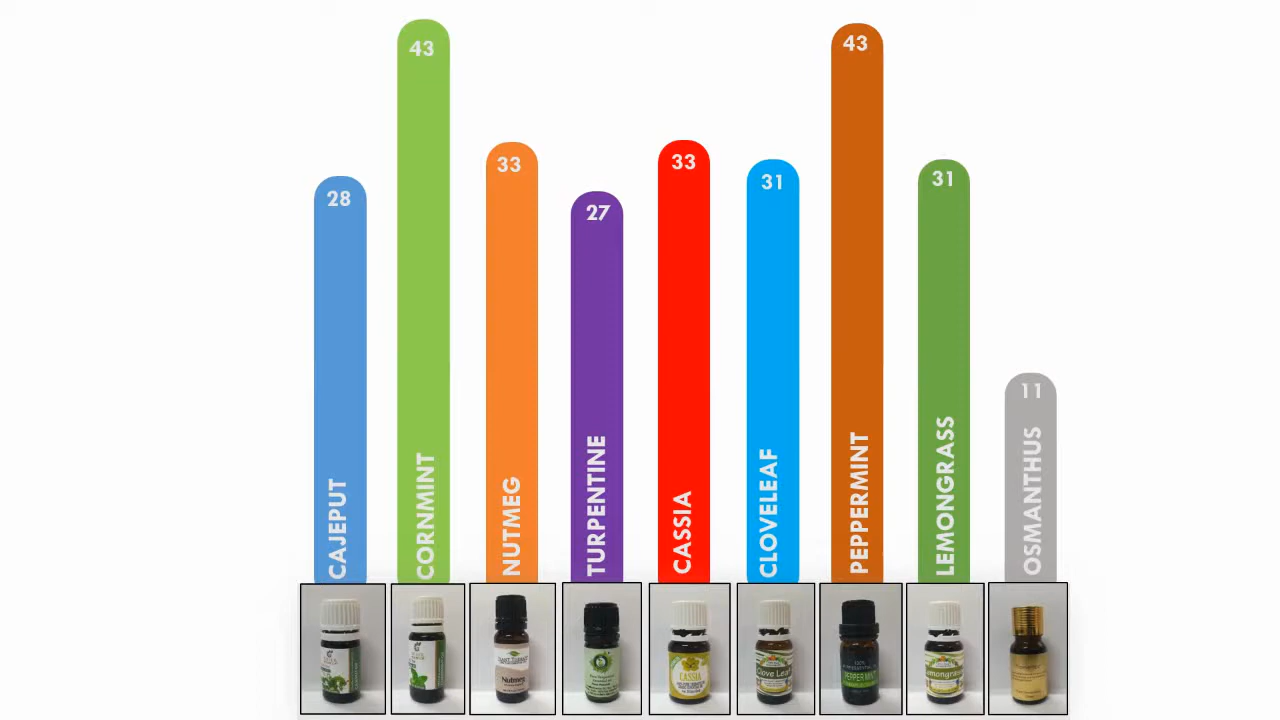 28
43
33
27
33
31
43
31
11
CAJEPUT
CORNMINT
NUTMEG
TURPENTINE
CASSIA
CLOVELEAF
PEPPERMINT
LEMONGRASS
OSMANTHUS
Nutmeg
CASSIA
Clove Leaf
PEPPERMINT
Lemongrass